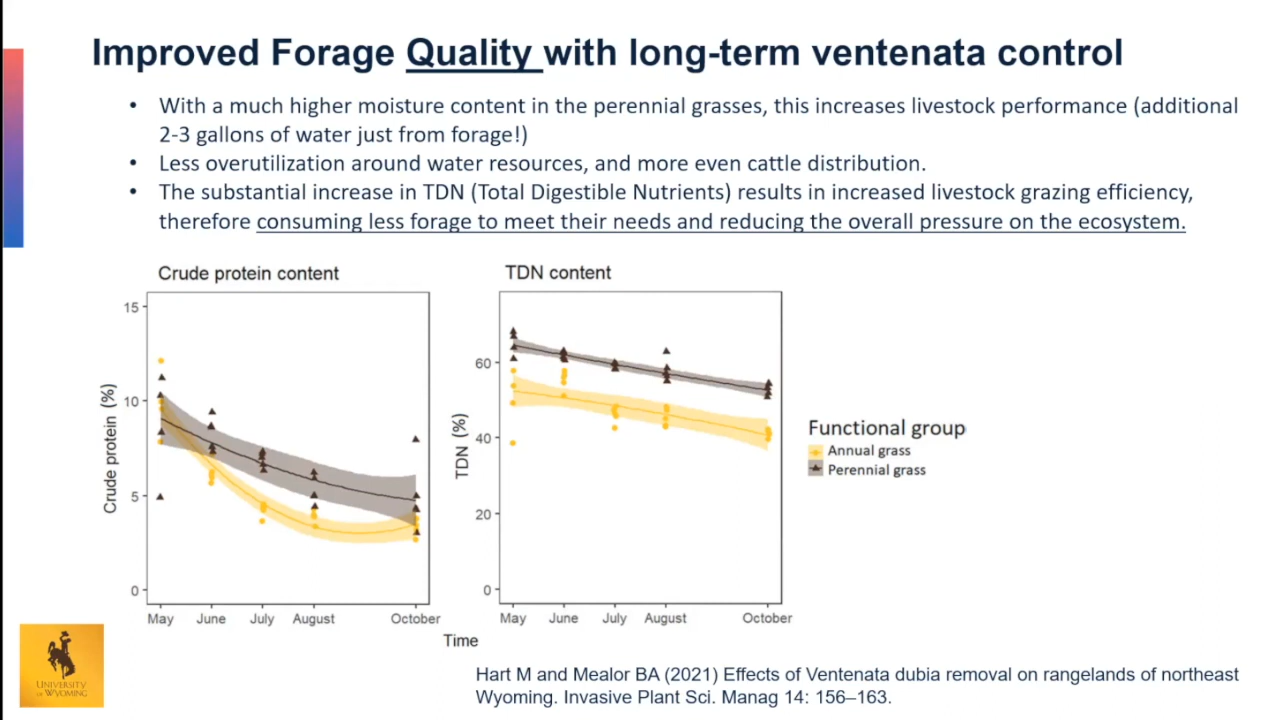 Improved Forage Quality with long-term ventenata control
• With a much higher moisture content in the perennial grasses, this increases livestock performance (additional
2-3 gallons of water just from forage!)
• Less overutilization around water resources, and more even cattle distribution.
• The substantial increase in TDN (Total Digestible Nutrients) results in increased livestock grazing efficiency,
therefore consuming less forage to meet their needs and reducing the overall pressure on the ecosystem.
Crude protein content
Crude protein (%)
15
10
5
0
May June July August October
TDN content
TDN (%)
60
40
20
0
May June July August October
Time
Functional group
Annual grass
Perennial grass
UNIVERSITY
OF WYOMING
Hart M and Mealor BA (2021) Effects of Ventenata dubia removal on rangelands of northeast
Wyoming. Invasive Plant Sci. Manag 14: 156–163.